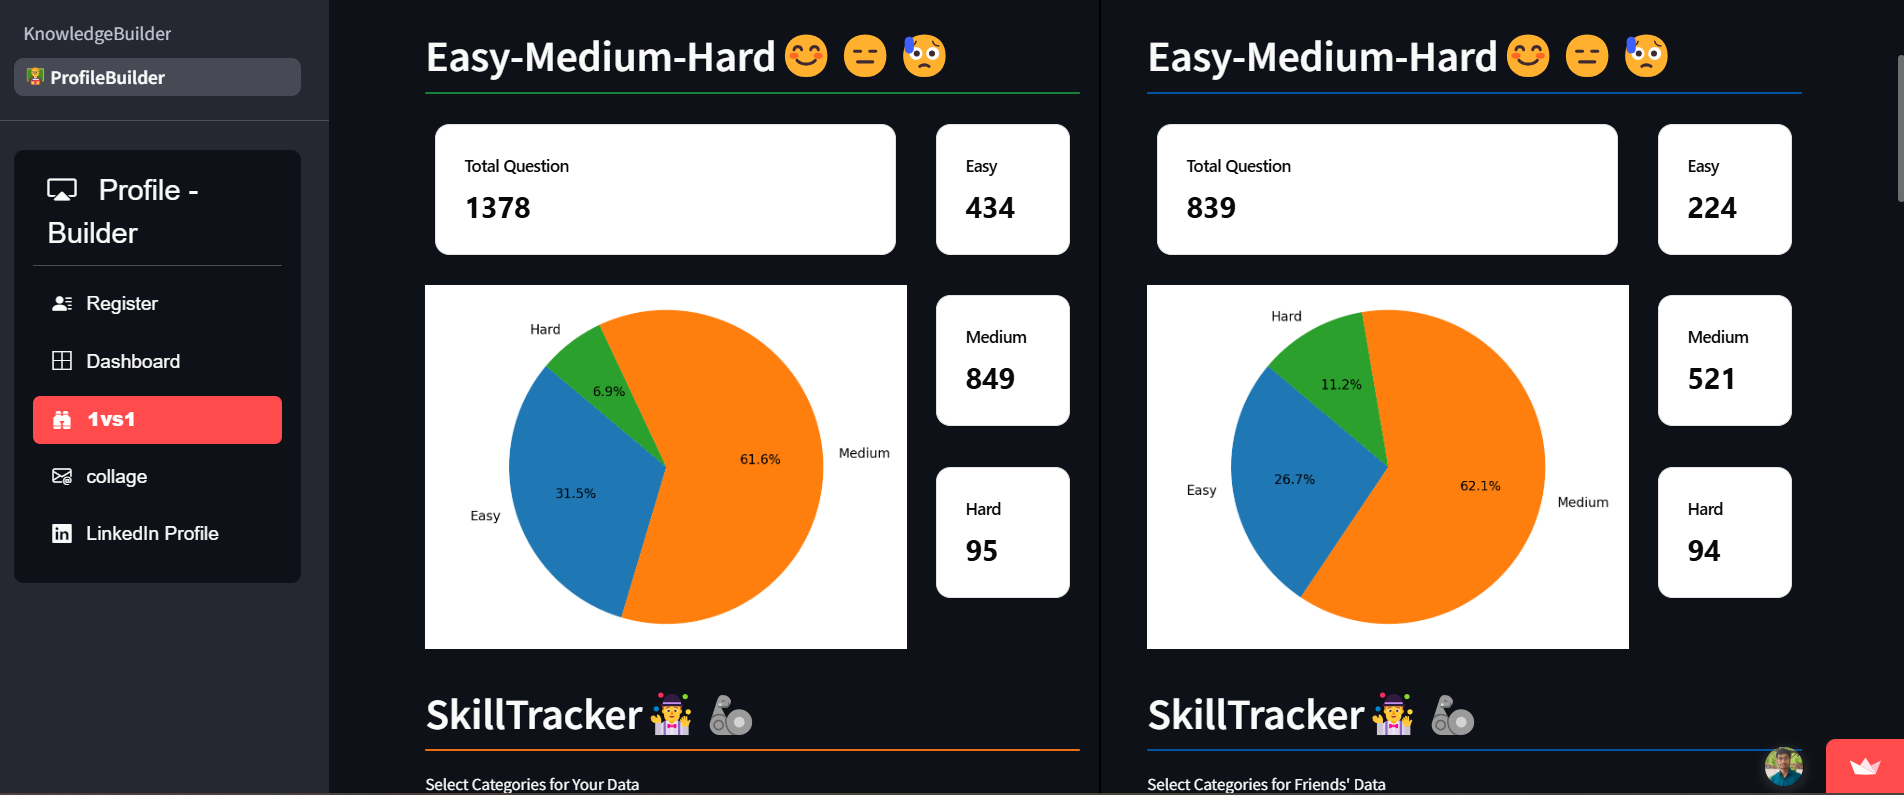 KnowledgeBuilder
ProfileBuilder
Profile -
Builder
Register
Dashboard
1vs1
collage
LinkedIn Profile
Easy-Medium-Hard
Total Question
1378
Easy
434
Medium
849
Hard
95
Hard
6.9%
61.6%
Medium
31.5%
Easy
SkillTracker
Select Categories for Your Data
Easy-Medium-Hard
Total Question
839
Easy
224
Medium
521
Hard
94
Hard
11.2%
26.7%
Easy
62.1%
Medium
SkillTracker
Select Categories for Friends' Data